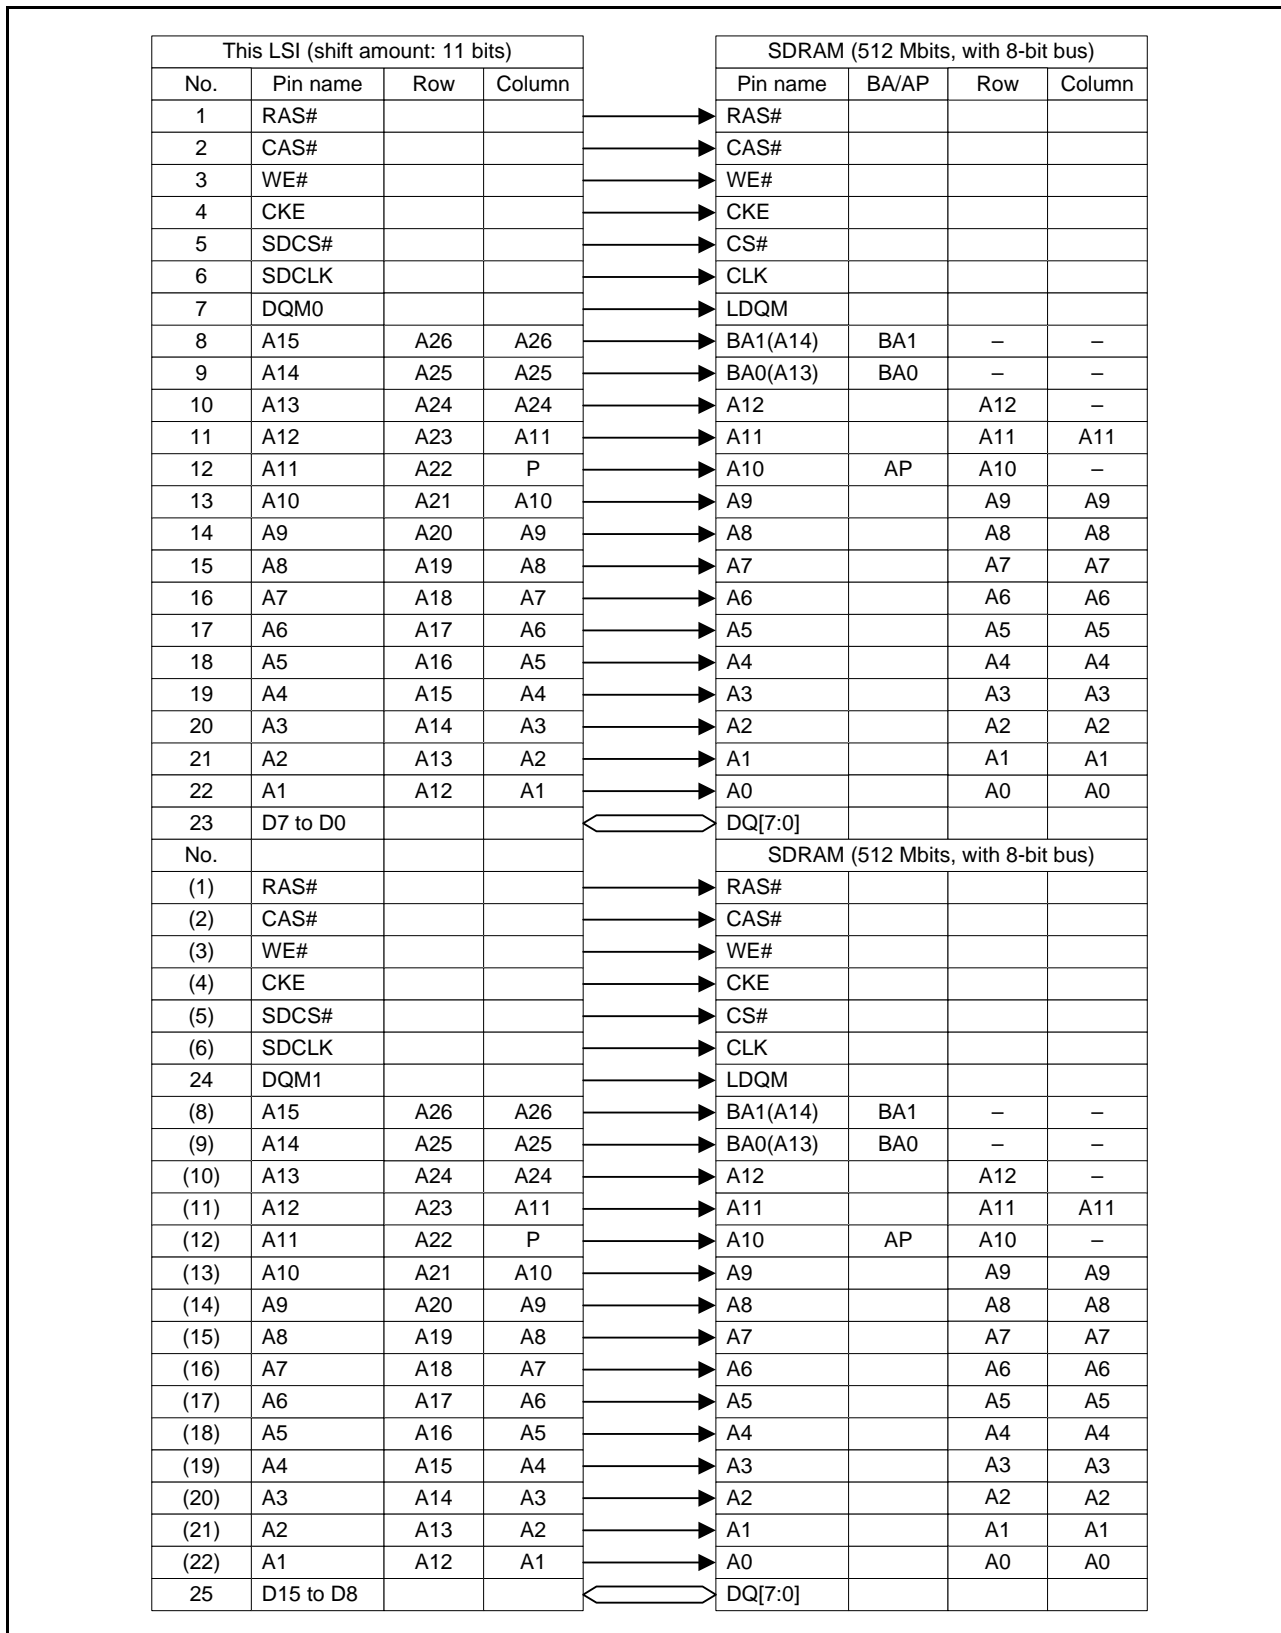 This LSI (shift amount: 11 bits) SDRAM (512 Mbits, with 8-bit bus)
No. Pin name Row Column Pin name BA/AP Row Column
1 RAS# RAS#
2 CAS# CAS#
3 WE# WE#
4 CKE CKE
5 SDCS# CS#
6 SDCLK CLK
7 DQM0 LDQM
8 A15 A26 A26 BA1(A14) BA1 – –
9 A14 A25 A25 BA0(A13) BA0 – –
10 A13 A24 A24 A12 A12 –
11 A12 A23 A11 A11 A11 A11
12 A11 A22 P A10 AP A10 –
13 A10 A21 A10 A9 A9 A9
14 A9 A20 A9 A8 A8 A8
15 A8 A19 A8 A7 A7 A7
16 A7 A18 A7 A6 A6 A6
17 A6 A17 A6 A5 A5 A5
18 A5 A16 A5 A4 A4 A4
19 A4 A15 A4 A3 A3 A3
20 A3 A14 A3 A2 A2 A2
21 A2 A13 A2 A1 A1 A1
22 A1 A12 A1 A0 A0 A0
23 D7 to D0 DQ[7:0]
No. SDRAM (512 Mbits, with 8-bit bus)
(1) RAS# RAS#
(2) CAS# CAS#
(3) WE# WE#
(4) CKE CKE
(5) SDCS# CS#
(6) SDCLK CLK
24 DQM1 LDQM
(8) A15 A26 A26 BA1(A14) BA1 – –
(9) A14 A25 A25 BA0(A13) BA0 – –
(10) A13 A24 A24 A12 A12 –
(11) A12 A23 A11 A11 A11 A11
(12) A11 A22 P A10 AP A10 –
(13) A10 A21 A10 A9 A9 A9
(14) A9 A20 A9 A8 A8 A8
(15) A8 A19 A8 A7 A7 A7
(16) A7 A18 A7 A6 A6 A6
(17) A6 A17 A6 A5 A5 A5
(18) A5 A16 A5 A4 A4 A4
(19) A4 A15 A4 A3 A3 A3
(20) A3 A14 A3 A2 A2 A2
(21) A2 A13 A2 A1 A1 A1
(22) A1 A12 A1 A0 A0 A0
25 D15 to D8 DQ[7:0]